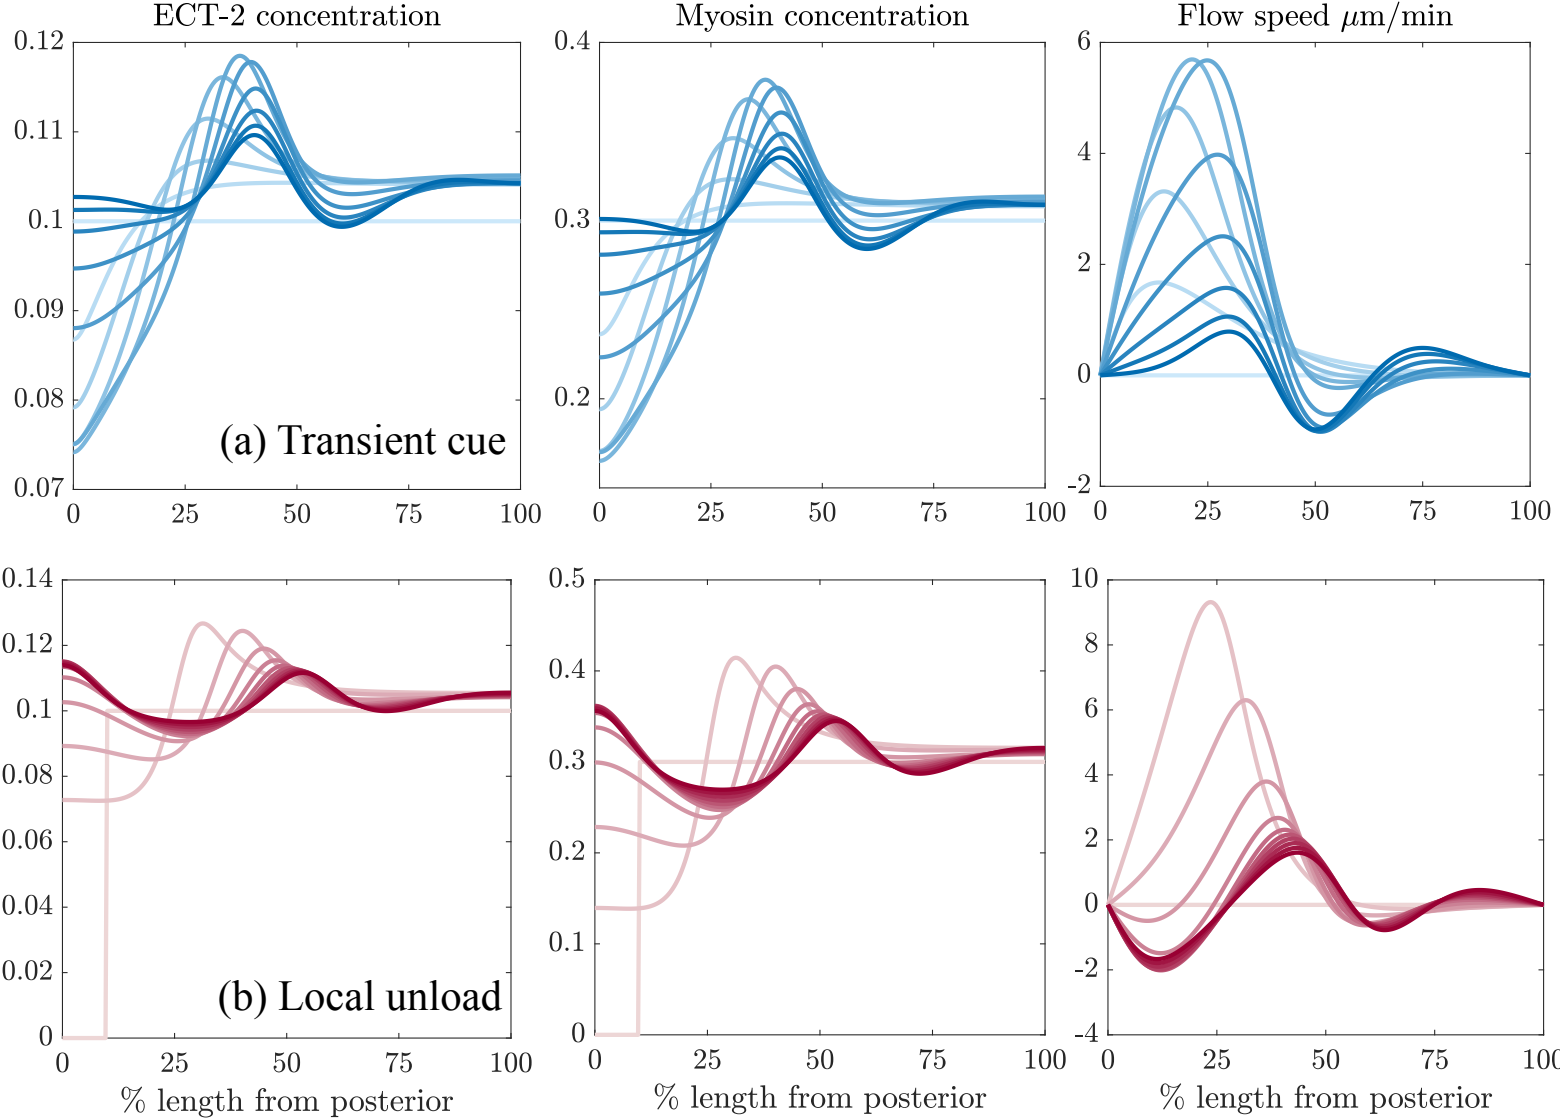 ECT-2 concentration
Myosin concentration
Flow speed μm/min
0.12
0.11
0.1
0.09
0.08
0.07
0 25 50 75 100
(a) Transient cue
0.4
0.3
0.2
0 25 50 75 100
6
4
2
0
-2
0 25 50 75 100
0.14
0.12
0.1
0.08
0.06
0.04
0.02
0
0 25 50 75 100
(b) Local unload
% length from posterior
0.5
0.4
0.3
0.2
0.1
0
0 25 50 75 100
% length from posterior
10
8
6
4
2
0
-2
-4
0 25 50 75 100
% length from posterior